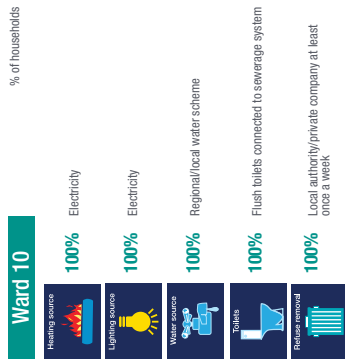 Ward 10
% of households
Heating source
100% Electricity
Lighting source
100% Electricity
Water source
100% Regional/local water scheme
Toilets
100% Flush toilets connected to sewerage system
Refuse removal
100% Local authority/private company at least
once a week